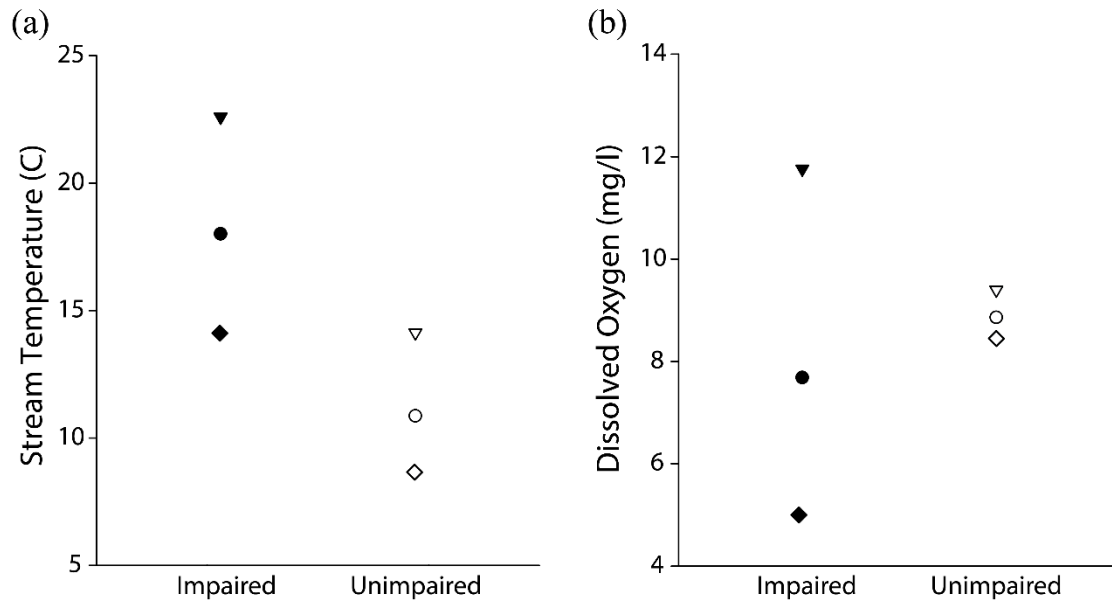 (a)
Stream Temperature (C)
25
20
15
10
5
Impaired
Unimpaired
(b)
Dissolved Oxygen (mg/l)
14
12
10
8
6
4
Impaired
Unimpaired